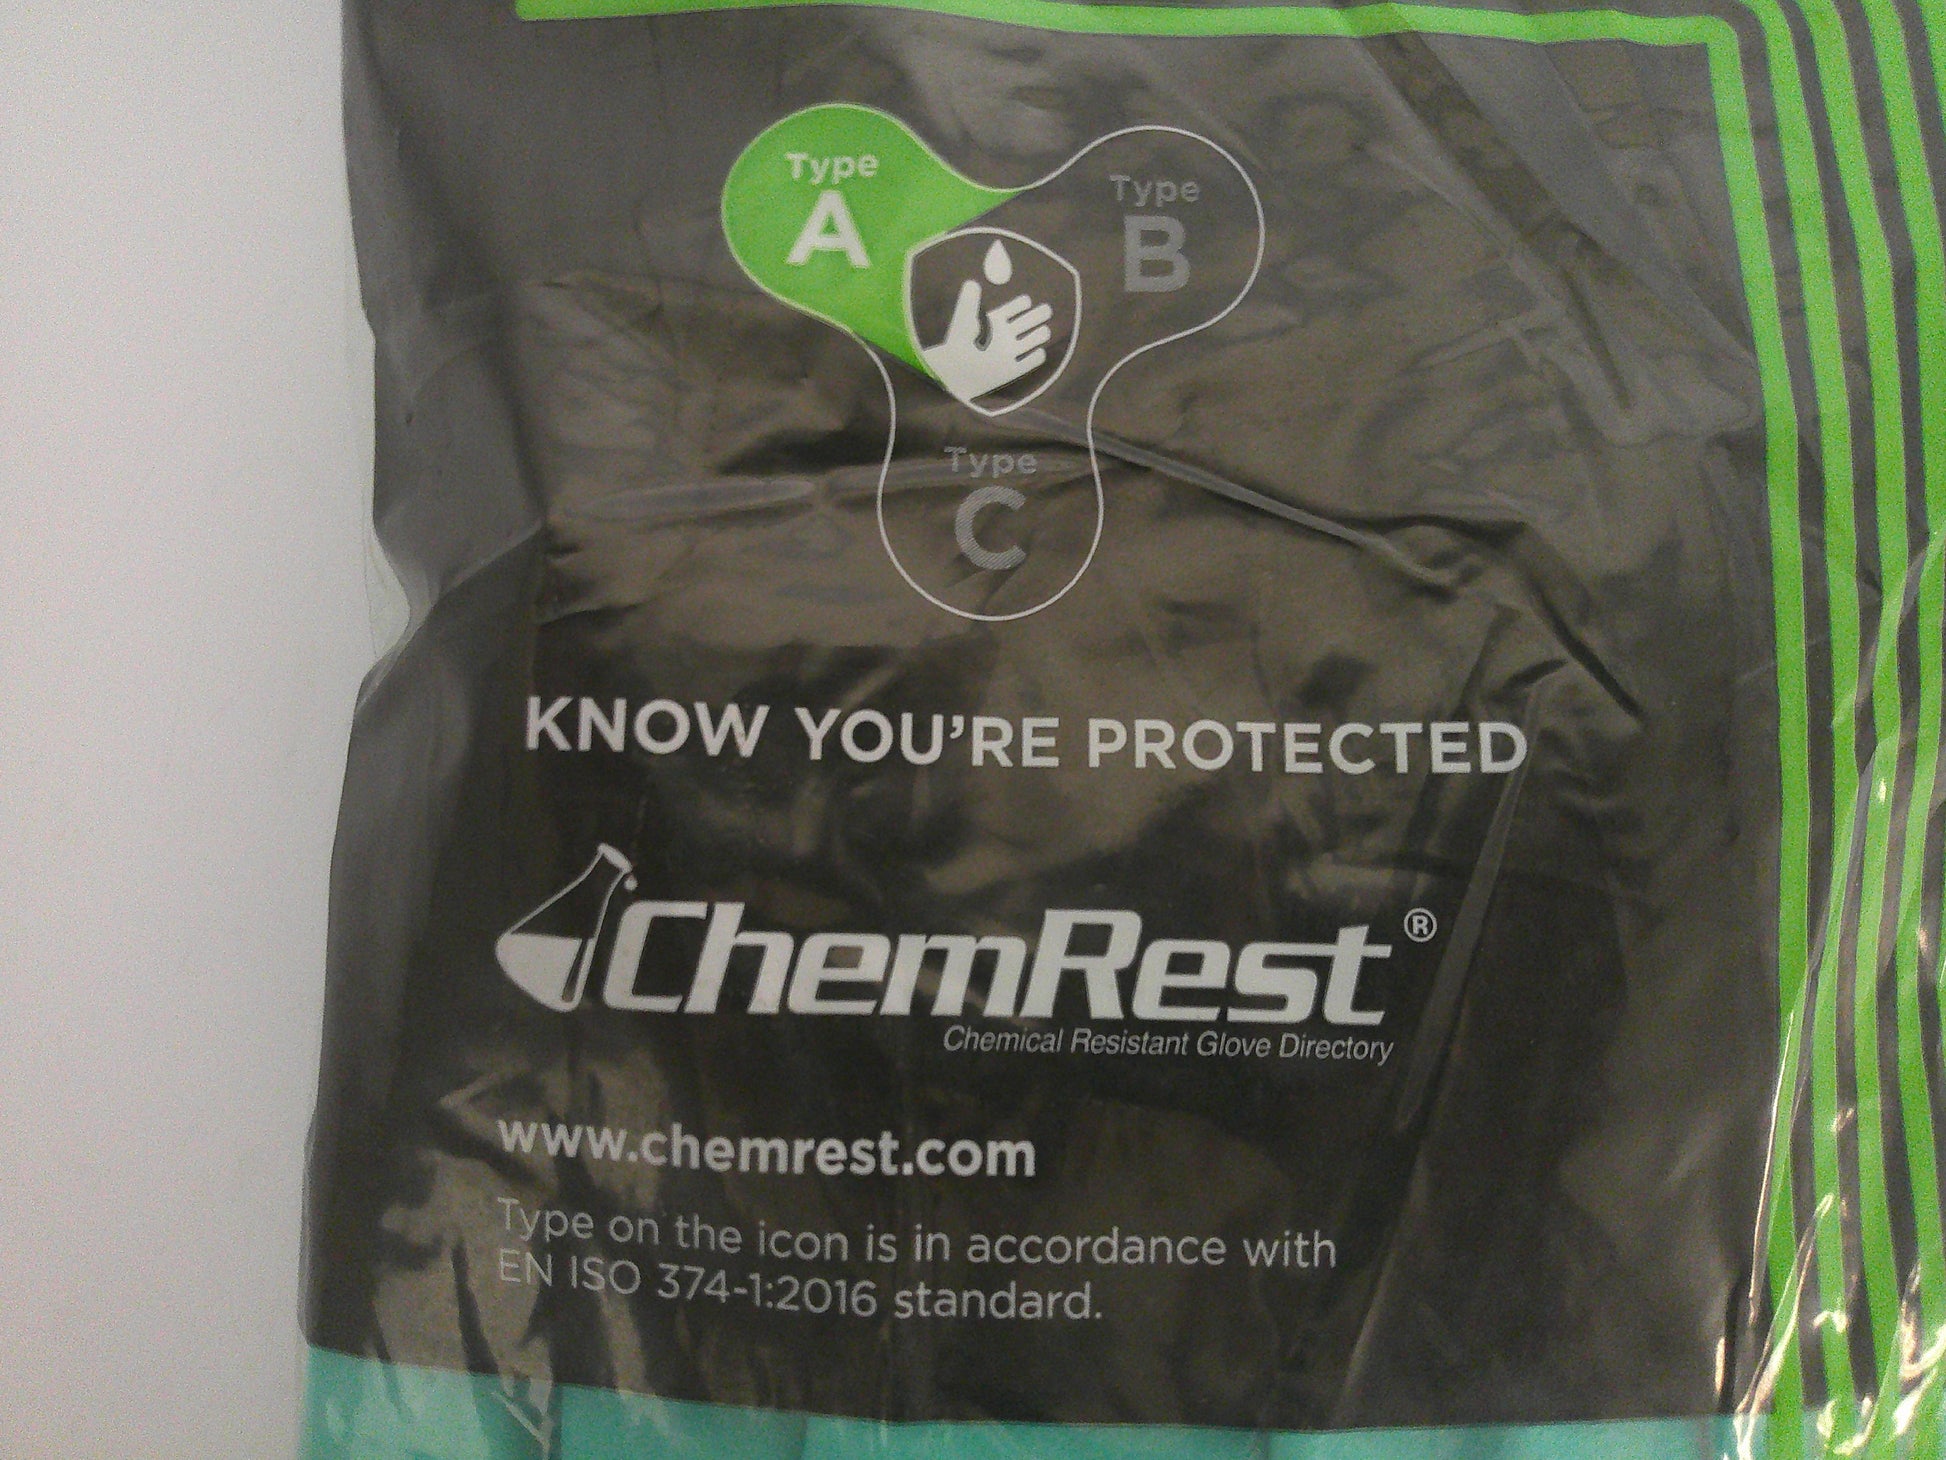 Type
A
Type
B
Type
C
KNOW YOU'RE PROTECTED
ChemRest®
Chemical Resistant Glove Directory
www.chemrest.com
Type on the icon is in accordance with
EN ISO 374-1:2016 standard.